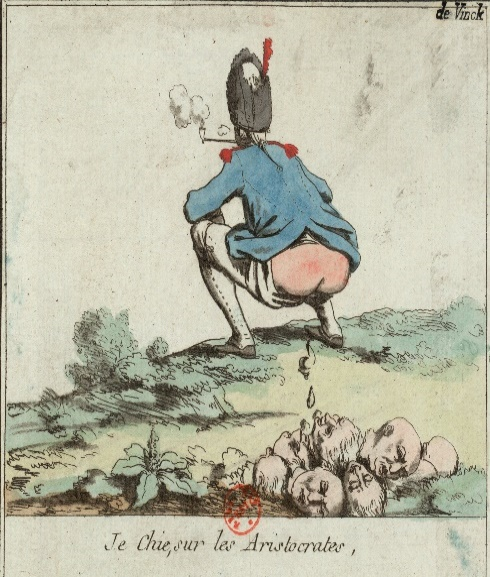 de Vinck
Je Chie, sur les Aristocrates,